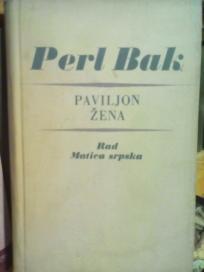 Perl Bak
PAVILJON
ŽENA
Rad
Matica srpska